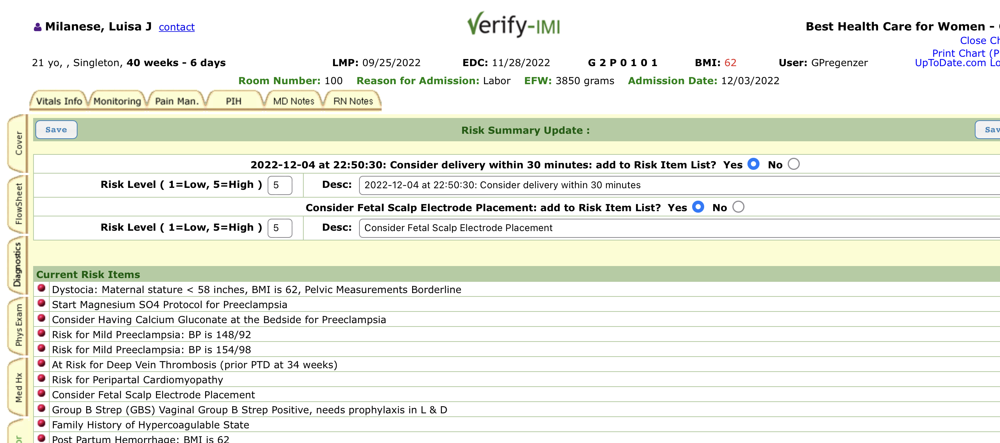 Milanese, Luisa J contact
Verify-IMI
Best Health Care for Women -
Close
Print Chart
UpToDate.com
21 yo, , Singleton, 40 weeks - 6 days LMP: 09/25/2022 EDC: 11/28/2022 G 2 P 0 1 0 1 BMI: 62 User: GPregenzer
Room Number: 100 Reason for Admission: Labor EFW: 3850 grams Admission Date: 12/03/2022
Vitals Info Monitoring Pain Man. PIH MD Notes RN Notes
Cover
FlowSheet
Diagnostics
Phys Exam
Med Hx
Save Risk Summary Update :
2022-12-04 at 22:50:30: Consider delivery within 30 minutes: add to Risk Item List? Yes No
Risk Level ( 1=Low, 5=High ) 5 Desc: 2022-12-04 at 22:50:30: Consider delivery within 30 minutes
Consider Fetal Scalp Electrode Placement: add to Risk Item List? Yes No
Risk Level ( 1=Low, 5=High ) 5 Desc: Consider Fetal Scalp Electrode Placement
Current Risk Items
Dystocia: Maternal stature < 58 inches, BMI is 62, Pelvic Measurements Borderline
Start Magnesium SO4 Protocol for Preeclampsia
Consider Having Calcium Gluconate at the Bedside for Preeclampsia
Risk for Mild Preeclampsia: BP is 148/92
Risk for Mild Preeclampsia: BP is 154/98
At Risk for Deep Vein Thrombosis (prior PTD at 34 weeks)
Risk for Peripartal Cardiomyopathy
Consider Fetal Scalp Electrode Placement
Group B Strep (GBS) Vaginal Group B Strep Positive, needs prophylaxis in L & D
Family History of Hypercoagulable State
Post Partum Hemorrhage: BMI is 62